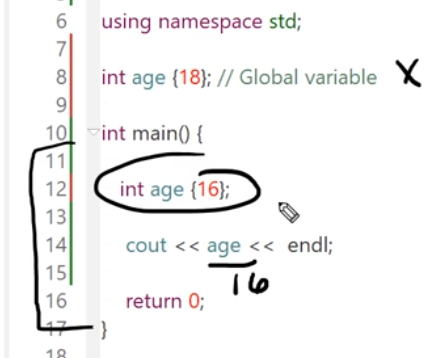 6 using namespace std;
7
8 int age {18}; // Global variable X
9
10 int main() {
11
12 int age {16};
13
14 cout << age << endl;
15 16
16 return 0;
17 }
18